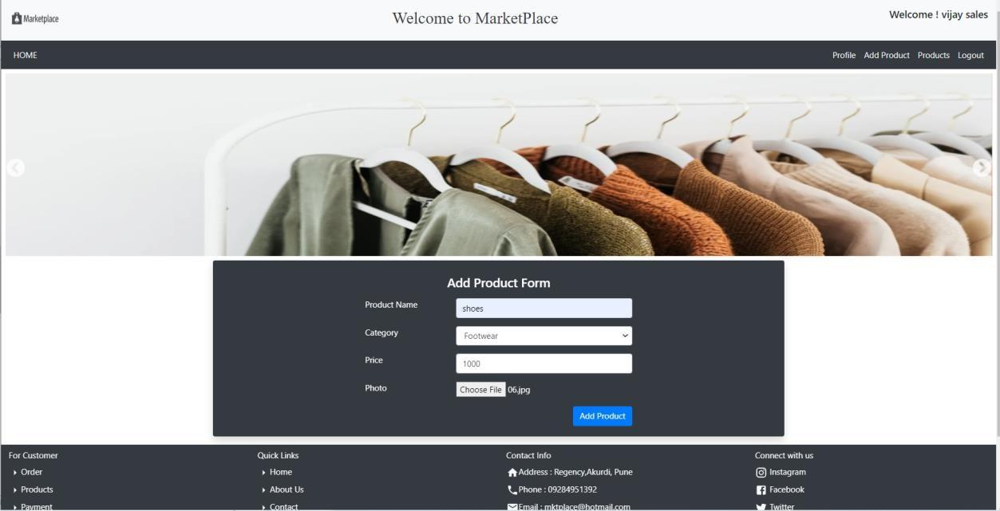 Marketplace
Welcome to MarketPlace
Welcome ! vijay sales
HOME
Profile Add Product Products Logout
Add Product Form
Product Name shoes
Category Footwear
Price 1000
Photo Choose File 06.jpg
Add Product
For Customer Quick Links Contact Info Connect with us
Order Home Address : Regency,Akurdi, Pune Instagram
Products About Us Phone : 09284951392 Facebook
Payment Contact Email : mktplace@hotmail.com Twitter